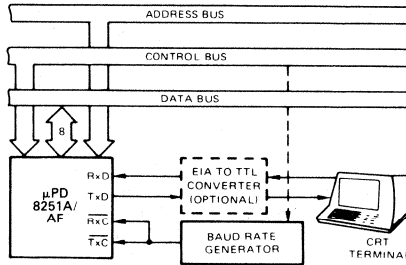 ADDRESS BUS
CONTROL BUS
DATA BUS
8
μPD
8251A/
AF
RxD
TxD
RxC
TxC
EIA TO TTL
CONVERTER
(OPTIONAL)
BAUD RATE
GENERATOR
CRT
TERMINAL